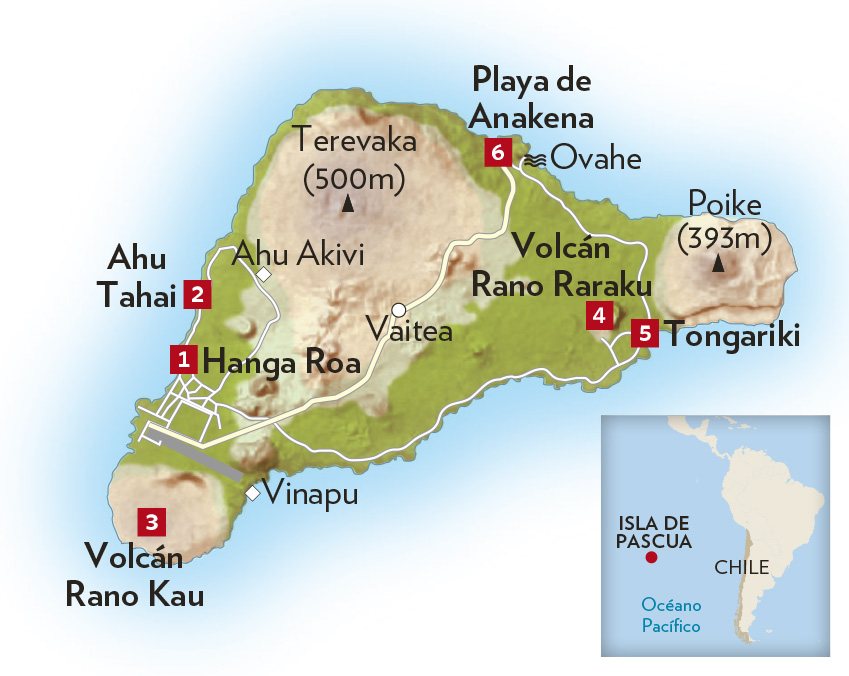 Playa de
Anakena
6
Ovahe
Terevaka
(500m)
Poike
(393m)
Ahu
Tahai
2
Ahu Akivi
Volcán
Rano Raraku
4
Vaitea
5
Tongariki
1
Hanga Roa
Vinapu
3
Volcán
Rano Kau
ISLA DE
PASCUA
CHILE
Océano
Pacífico